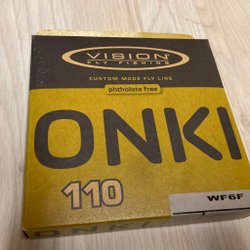 VISION
FLY FISHING
CUSTOM MADE FLY LINE
phthalate free
ONKI
110
WF6F